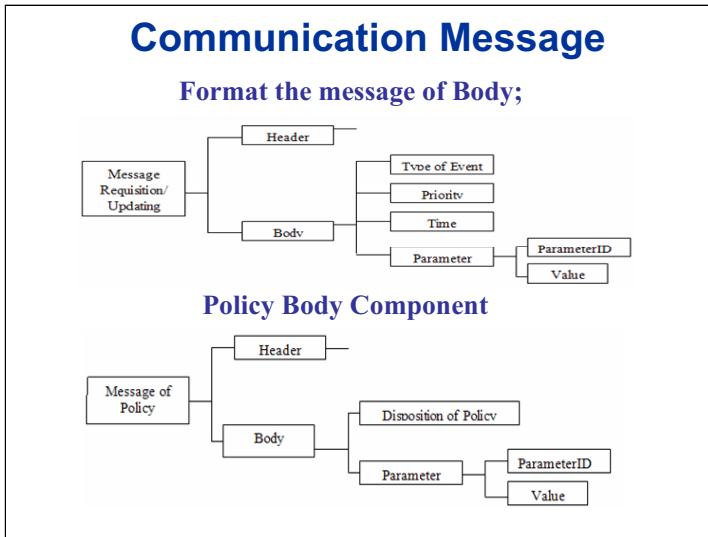 Communication Message
Format the message of Body;
Header
Message
Requisition/
Updating
Type of Event
Priority
Time
Body
Parameter
ParameterID
Value
Policy Body Component
Header
Message of
Policy
Body
Disposition of Policy
Parameter
ParameterID
Value